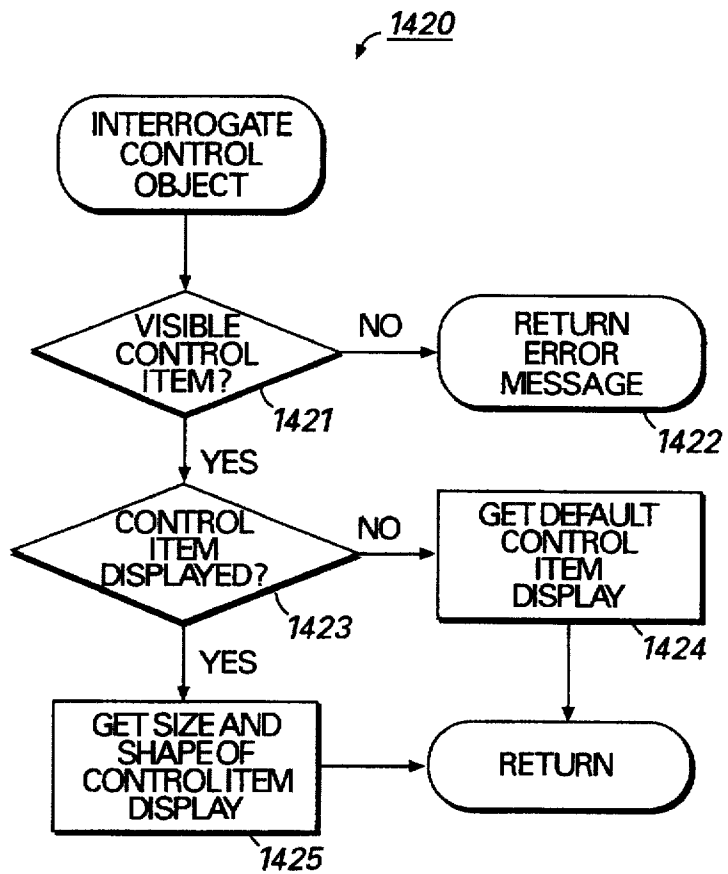 1420
INTERROGATE
CONTROL
OBJECT
VISIBLE
CONTROL
ITEM?
1421
NO
RETURN
ERROR
MESSAGE
1422
YES
CONTROL
ITEM
DISPLAYED?
1423
NO
GET DEFAULT
CONTROL
ITEM
DISPLAY
1424
YES
GET SIZE AND
SHAPE OF
CONTROL ITEM
DISPLAY
1425
RETURN